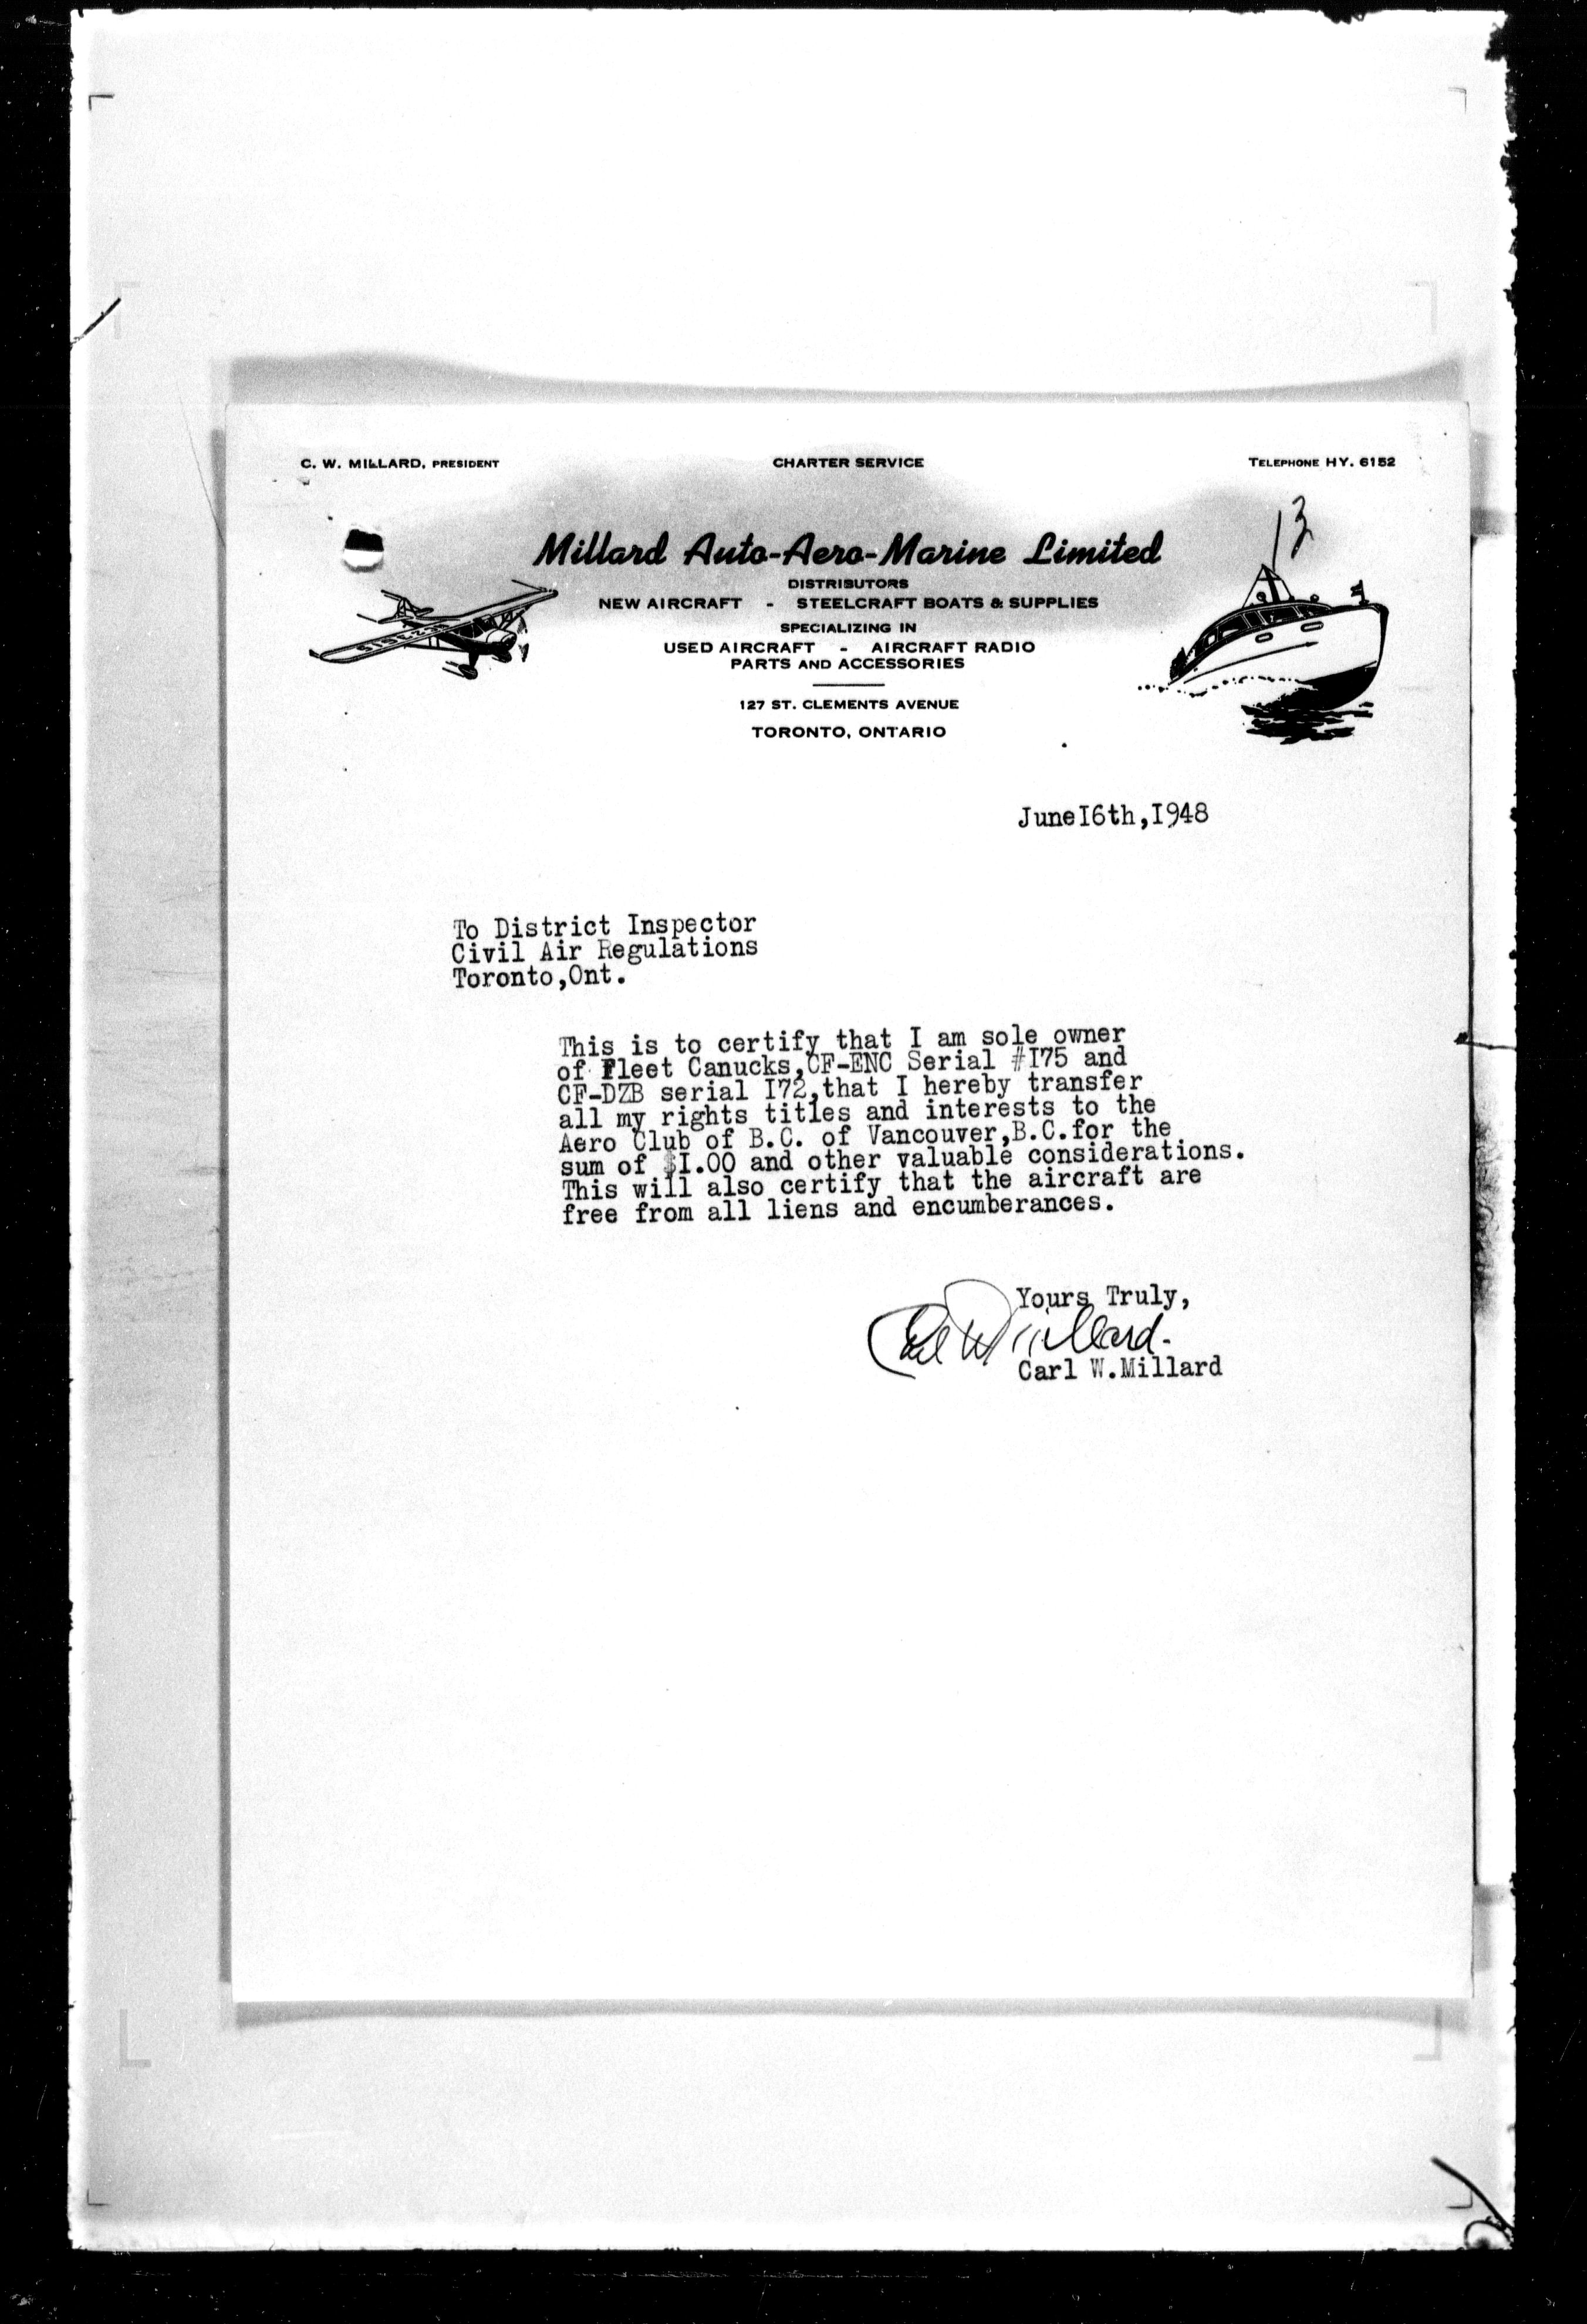 C. W. MILLARD, PRESIDENT
CHARTER SERVICE
TELEPHONE HY. 6152
13
Millard Auto-Aero-Marine Limited
DISTRIBUTORS
NEW AIRCRAFT - STEELCRAFT BOATS & SUPPLIES
SPECIALIZING IN
USED AIRCRAFT - AIRCRAFT RADIO
PARTS AND ACCESSORIES
127 ST. CLEMENTS AVENUE
TORONTO, ONTARIO
JuneI6th,I948
To District Inspector
Civil Air Regulations
Toronto,Ont.
This is to certify that I am sole owner
of Fleet Canucks,CF-ENC Serial #I75 and
CF-DZB serial I72,that I hereby transfer
all my rights titles and interests to the
Aero Club of B.C. of Vancouver,B.C.for the
sum of $I.00 and other valuable considerations.
This will also certify that the aircraft are
free from all liens and encumberances.
Yours Truly,
Carl W Millard.
Carl W.Millard